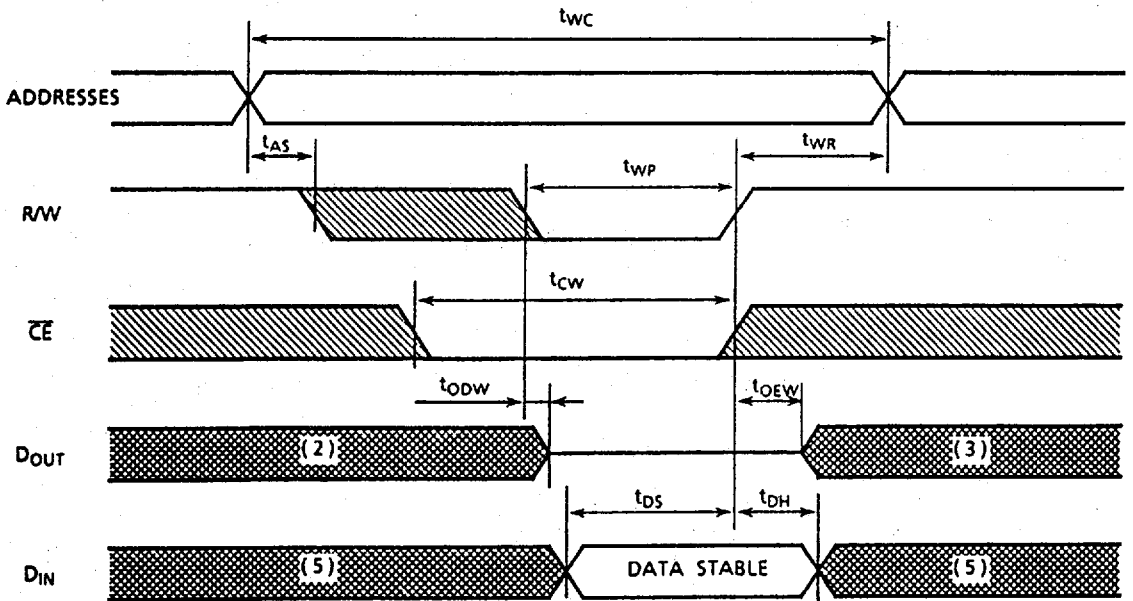 tWC
ADDRESSES
tAS
tWR
tWP
R/W
tCW
CE
tODW
tOEW
DOUT
(2)
(3)
tDS
tDH
DIN
(5)
DATA STABLE
(5)